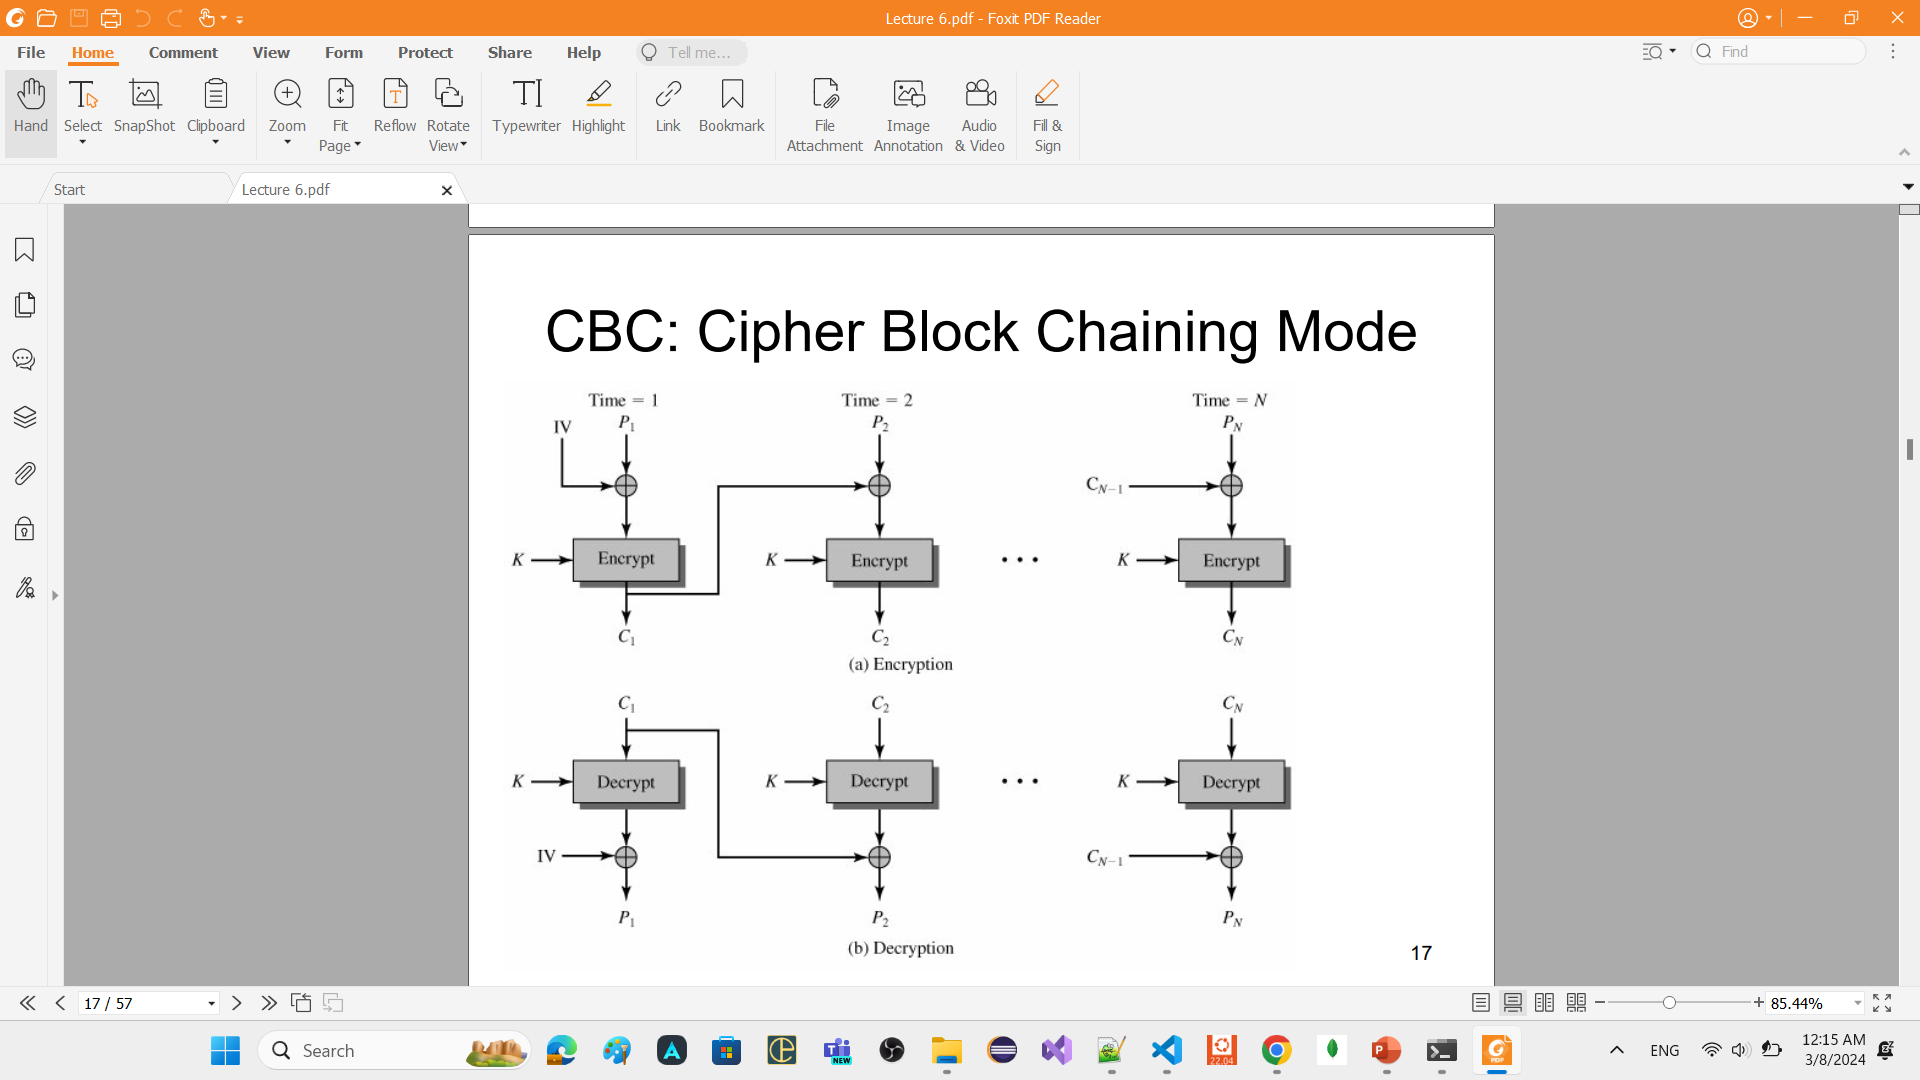 Lecture 6.pdf - Foxit PDF Reader
File Home Comment View Form Protect Share Help Tell me... Find
Hand Select SnapShot Clipboard Zoom Fit Page Reflow Rotate View Typewriter Highlight Link Bookmark File Attachment Image Annotation Audio & Video Fill & Sign
Start Lecture 6.pdf
CBC: Cipher Block Chaining Mode
Time = 1 Time = 2 Time = N
IV P1 P2 PN
CN−1
K Encrypt K Encrypt • • • K Encrypt
C1 C2 CN
(a) Encryption
C1 C2 CN
K Decrypt K Decrypt • • • K Decrypt
IV CN−1
P1 P2 PN
(b) Decryption
17
17 / 57 85.44%
Search NEW 22.04 P PDF ENG 12:15 AM
3/8/2024